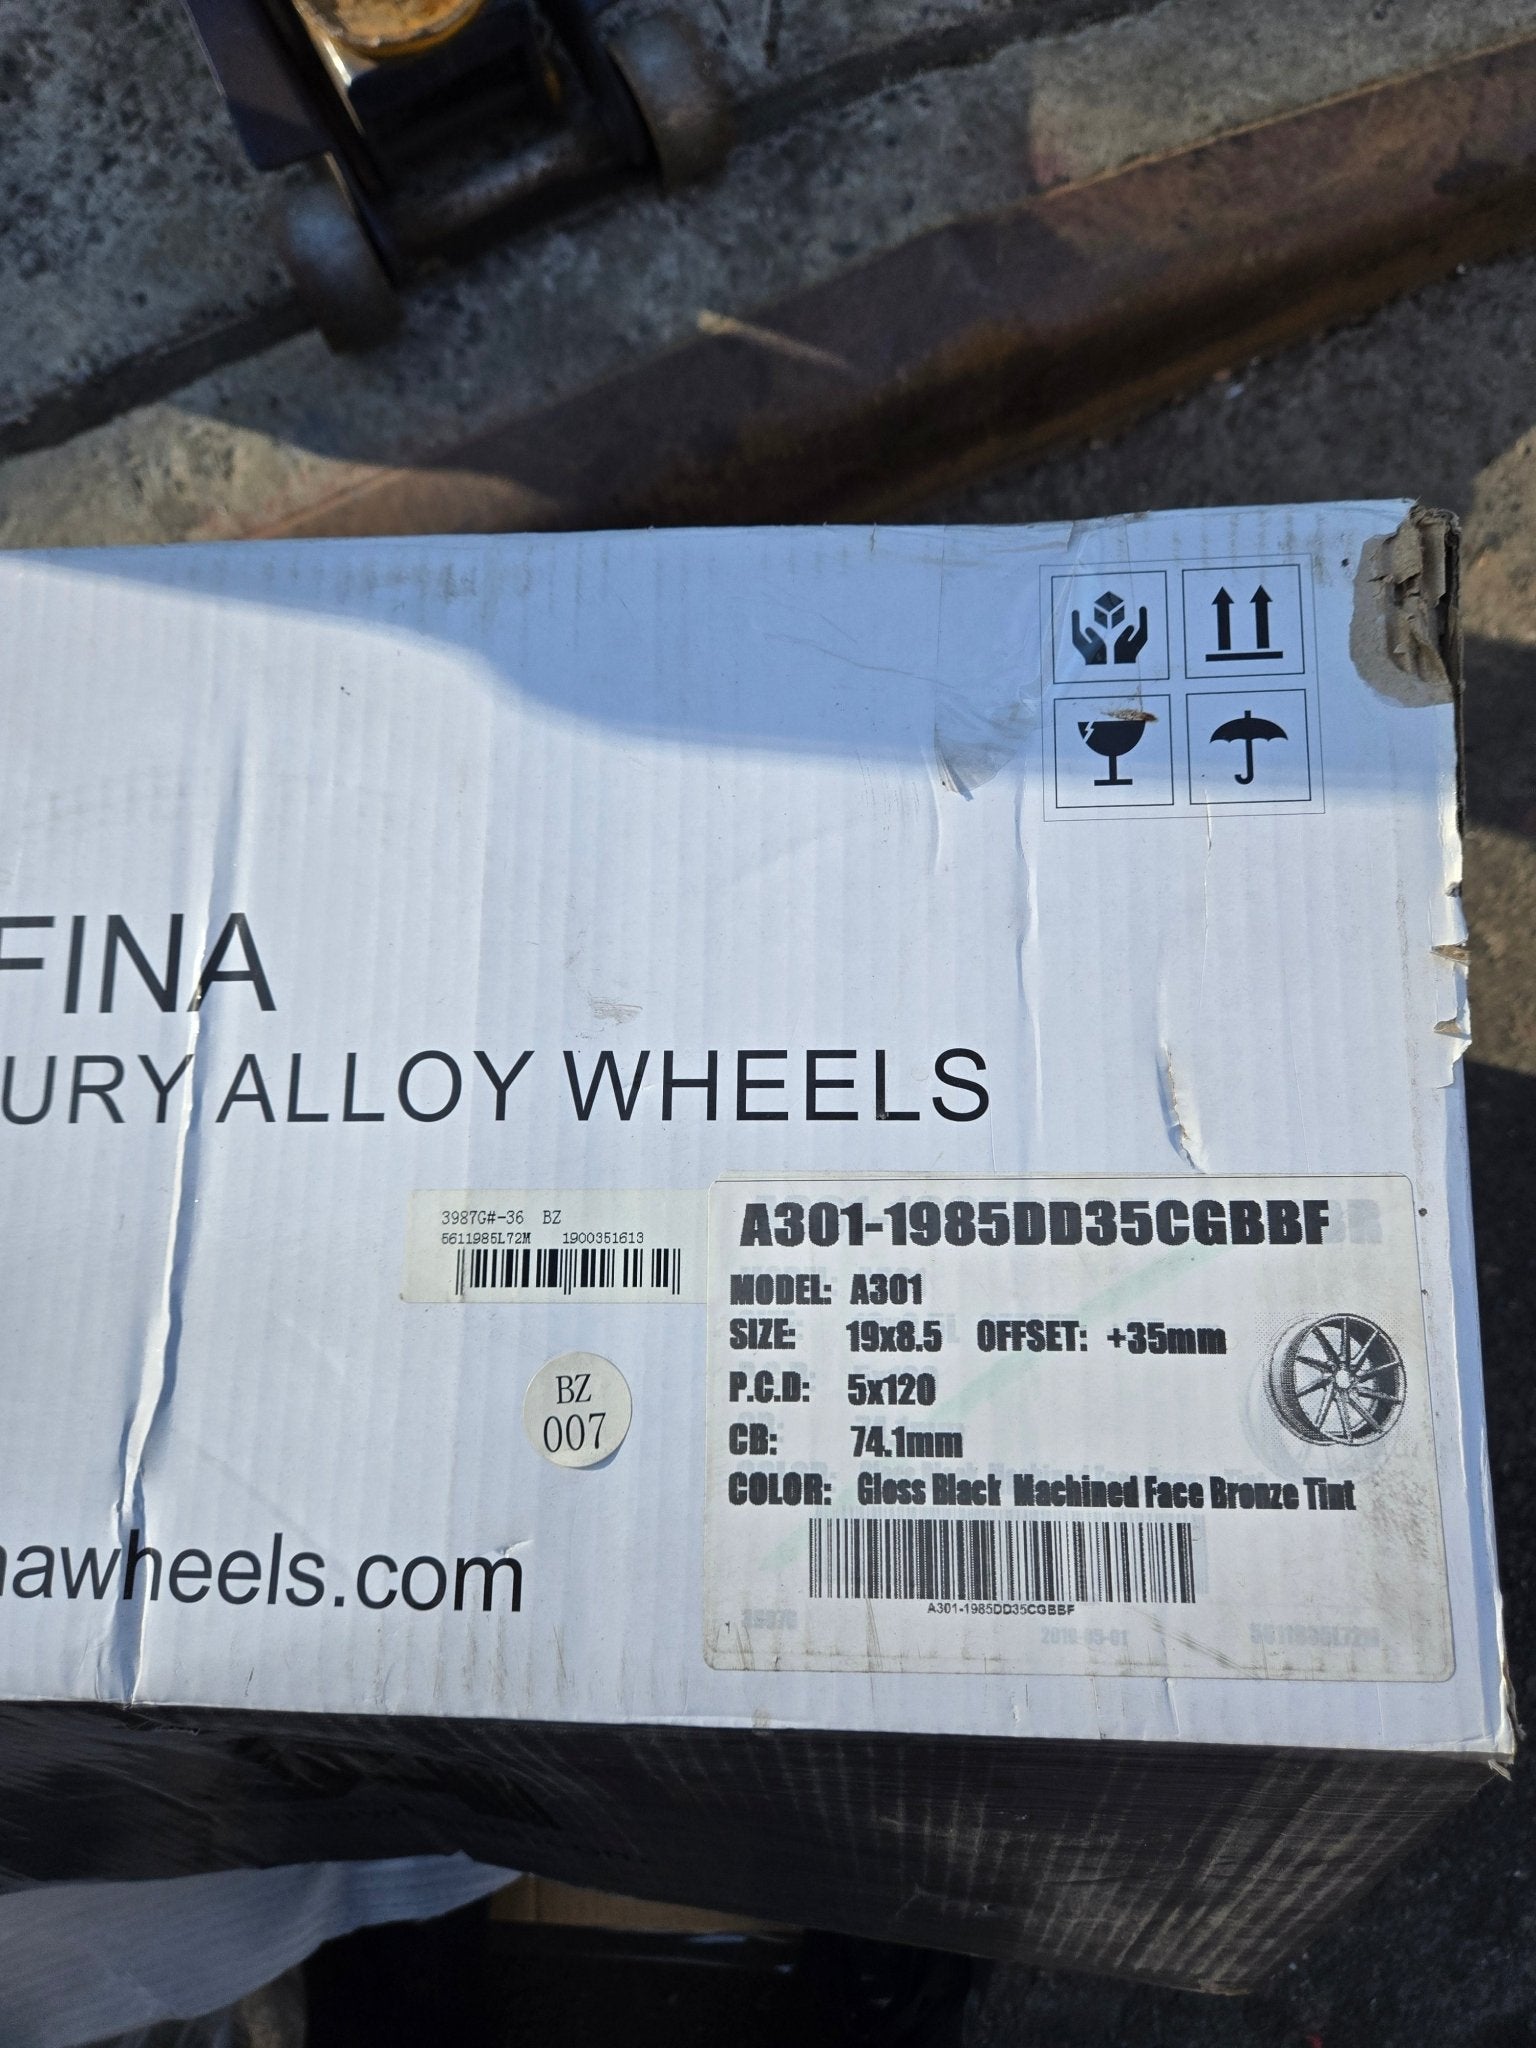 FINA
URY ALLOY WHEELS
3987G#-36 BZ
5611985L72M 1900351613
BZ
007
awheels.com
A301-1985DD35CGBBF
MODEL: A301
SIZE: 19x8.5 OFFSET: +35mm
P.C.D: 5x120
CB: 74.1mm
COLOR: Gloss Black Machined Face Bronze Tint
A301-1985DD35CGBBF